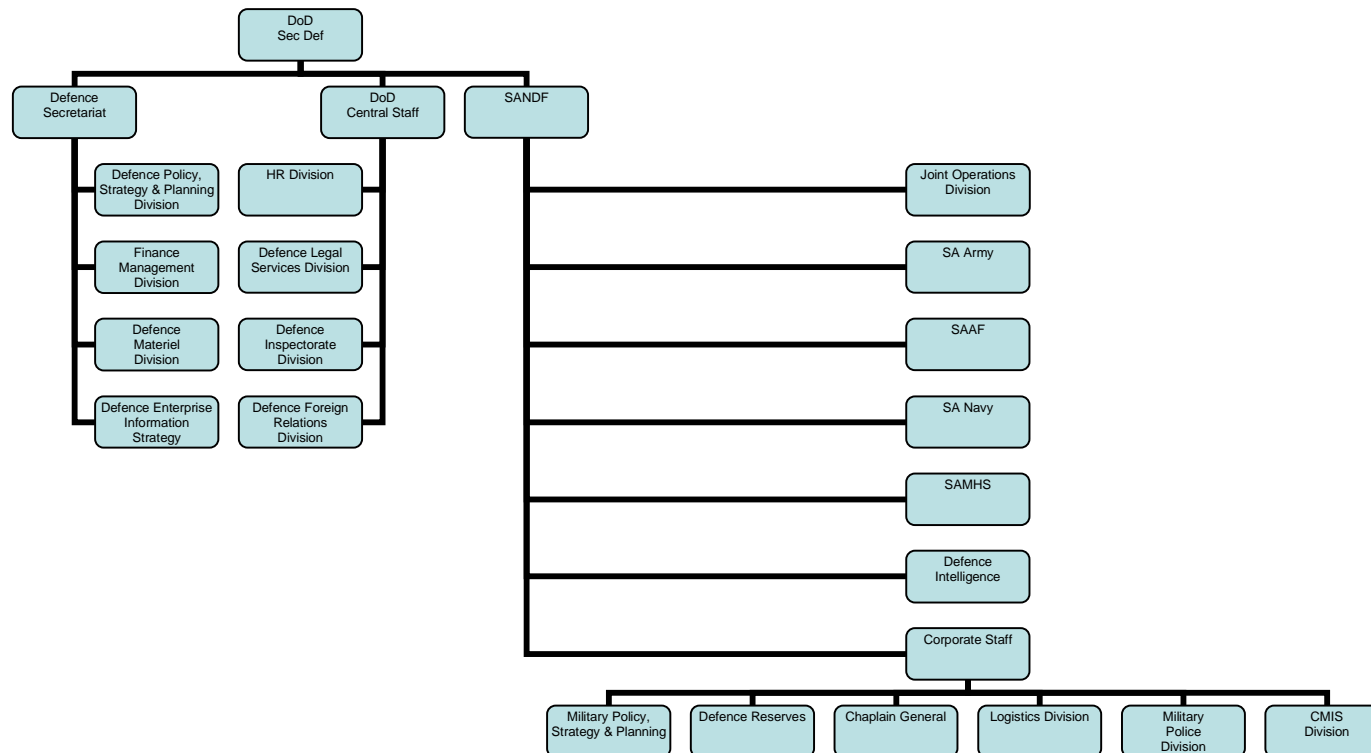 DoD
Sec Def
Defence
Secretariat
DoD
Central Staff
SANDF
Defence Policy,
Strategy & Planning
Division
HR Division
Joint Operations
Division
Finance
Management
Division
Defence Legal
Services Division
SA Army
Defence
Materiel
Division
Defence
Inspectorate
Division
SAAF
Defence Enterprise
Information
Strategy
Defence Foreign
Relations
Division
SA Navy
SAMHS
Defence
Intelligence
Corporate Staff
Military Policy,
Strategy & Planning
Defence Reserves
Chaplain General
Logistics Division
Military
Police
Division
CMIS
Division